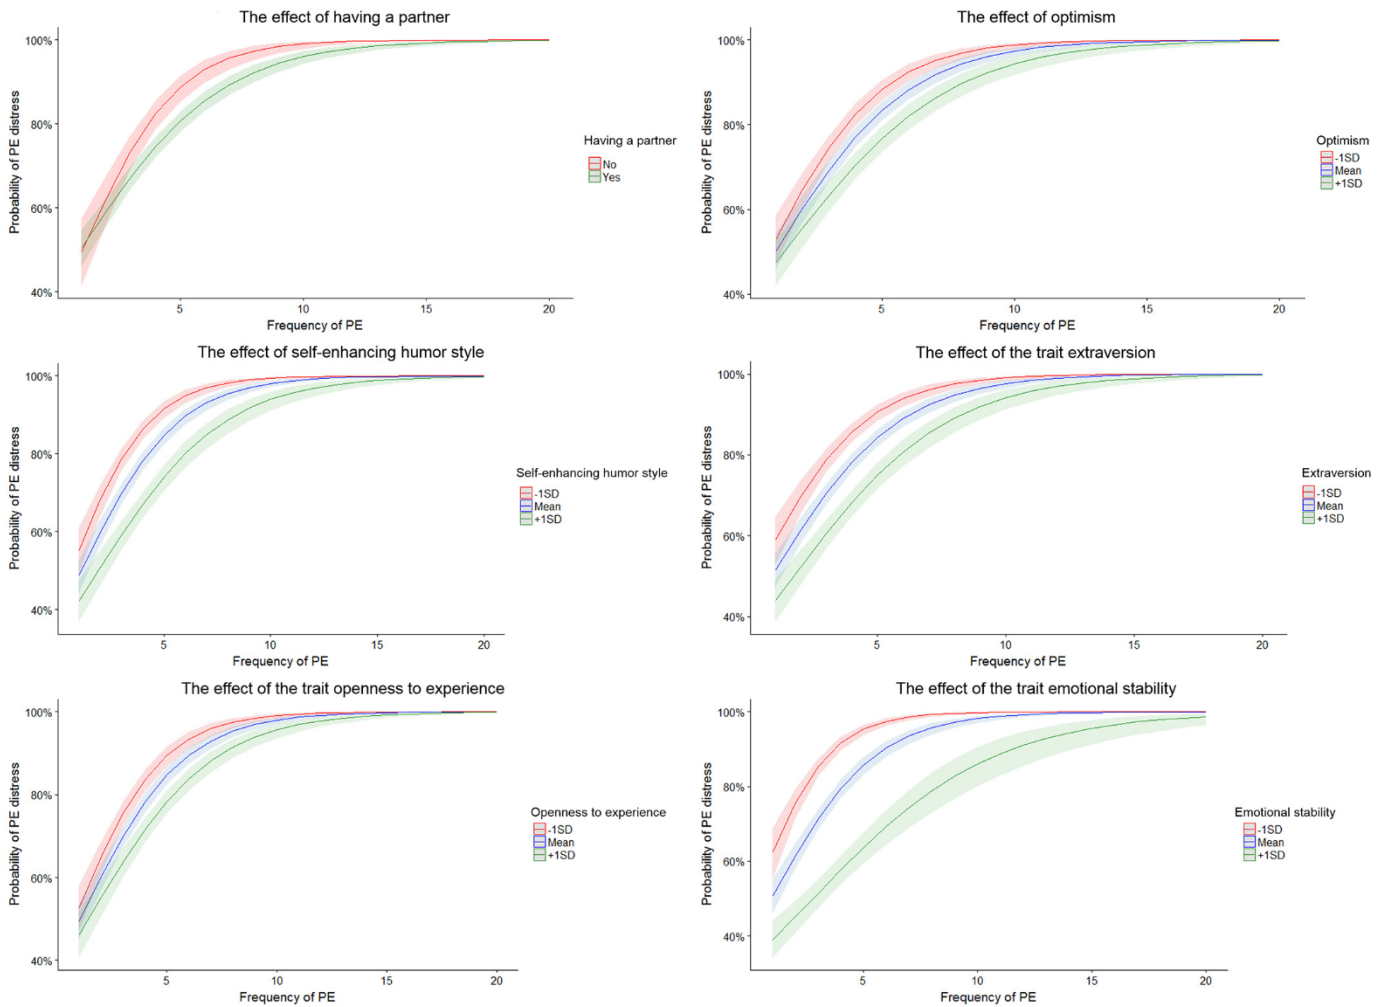 The effect of having a partner
100%
80%
60%
40%
Probability of PE distress
5
10
15
20
Frequency of PE
Having a partner
No
Yes
The effect of optimism
100%
80%
60%
40%
Probability of PE distress
5
10
15
20
Frequency of PE
Optimism
-1SD
Mean
+1SD
The effect of self-enhancing humor style
100%
80%
60%
40%
Probability of PE distress
5
10
15
20
Frequency of PE
Self-enhancing humor style
-1SD
Mean
+1SD
The effect of the trait extraversion
100%
80%
60%
40%
Probability of PE distress
5
10
15
20
Frequency of PE
Extraversion
-1SD
Mean
+1SD
The effect of the trait openness to experience
100%
80%
60%
40%
Probability of PE distress
5
10
15
20
Frequency of PE
Openness to experience
-1SD
Mean
+1SD
The effect of the trait emotional stability
100%
80%
60%
40%
Probability of PE distress
5
10
15
20
Frequency of PE
Emotional stability
-1SD
Mean
+1SD